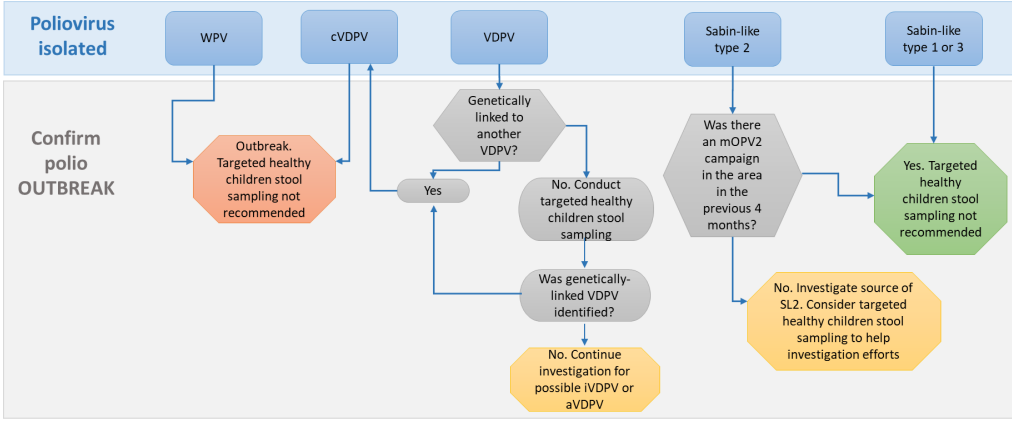 Poliovirus
isolated
WPV
cVDPV
VDPV
Sabin-like
type 2
Sabin-like
type 1 or 3
Confirm
polio
OUTBREAK
Outbreak.
Targeted healthy
children stool
sampling not
recommended
Genetically
linked to
another
VDPV?
Yes
No. Conduct
targeted healthy
children stool
sampling
Was genetically-
linked VDPV
identified?
No. Continue
investigation for
possible iVDPV or
aVDPV
Was there
an mOPV2
campaign
in the area
in the
previous 4
months?
Yes. Targeted
healthy
children stool
sampling not
recommended
No. Investigate source of
SL2. Consider targeted
healthy children stool
sampling to help
investigation efforts